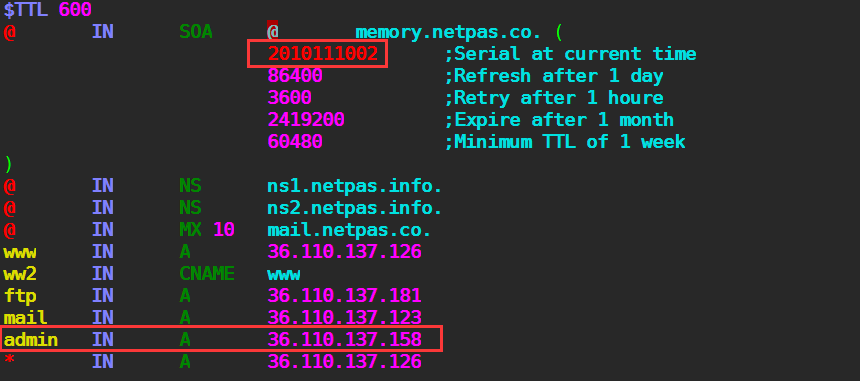 $TTL 600
@ IN SOA @ memory.netpas.co. (
2010111002 ;Serial at current time
86400 ;Refresh after 1 day
3600 ;Retry after 1 houre
2419200 ;Expire after 1 month
60480 ;Minimum TTL of 1 week
)
@ IN NS ns1.netpas.info.
@ IN NS ns2.netpas.info.
@ IN MX 10 mail.netpas.co.
www IN A 36.110.137.126
ww2 IN CNAME www
ftp IN A 36.110.137.181
mail IN A 36.110.137.123
admin IN A 36.110.137.158
* IN A 36.110.137.126